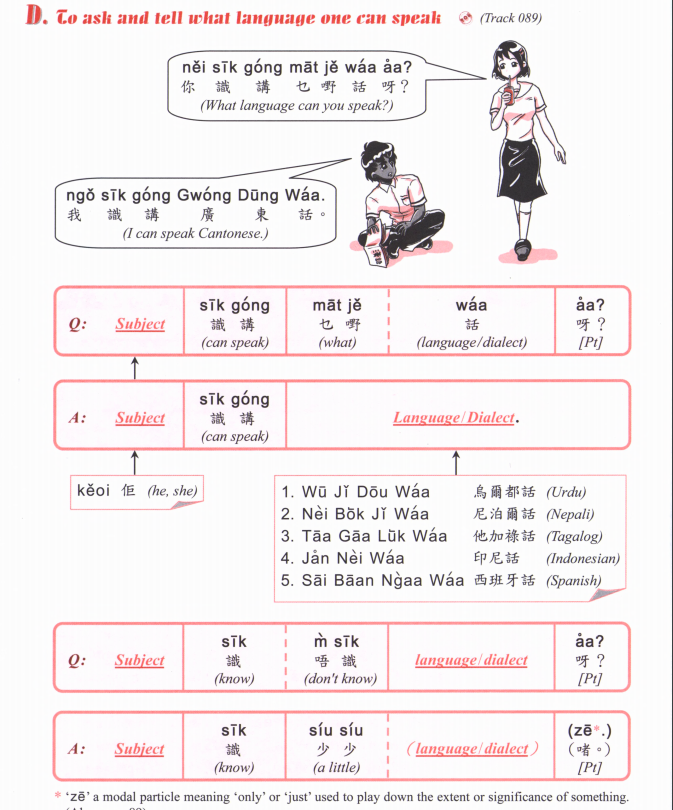 D. To ask and tell what language one can speak (Track 089)
něi sīk góng māt jě wáa åa?
你 識 講 乜 嘢 話 呀？
(What language can you speak?)
ngǒ sīk góng Gwóng Dūng Wáa.
我 識 講 廣 東 話。
(I can speak Cantonese.)
Q: Subject sīk góng māt jě wáa åa?
識 講 乜 嘢 話 呀？
(can speak) (what) (language/dialect) [Pt]
A: Subject sīk góng Language/Dialect.
識 講
(can speak)
kěoi 佢 (he, she)
1. Wū Jǐ Dōu Wáa 烏爾都話 (Urdu)
2. Nèi Bŏk Jǐ Wáa 尼泊爾話 (Nepali)
3. Tāa Gāa Lŭk Wáa 他加祿話 (Tagalog)
4. Jån Nèi Wáa 印尼話 (Indonesian)
5. Sāi Bāan Ng̀aa Wáa 西班牙話 (Spanish)
Q: Subject sīk m̀ sīk language/dialect åa?
識 唔 識 呀？
(know) (don't know) [Pt]
A: Subject sīk síu síu (language/dialect) (zē*.)
識 少 少 （啫。）
(know) (a little) [Pt]
* ‘zē’ a modal particle meaning ‘only’ or ‘just’ used to play down the extent or significance of something.